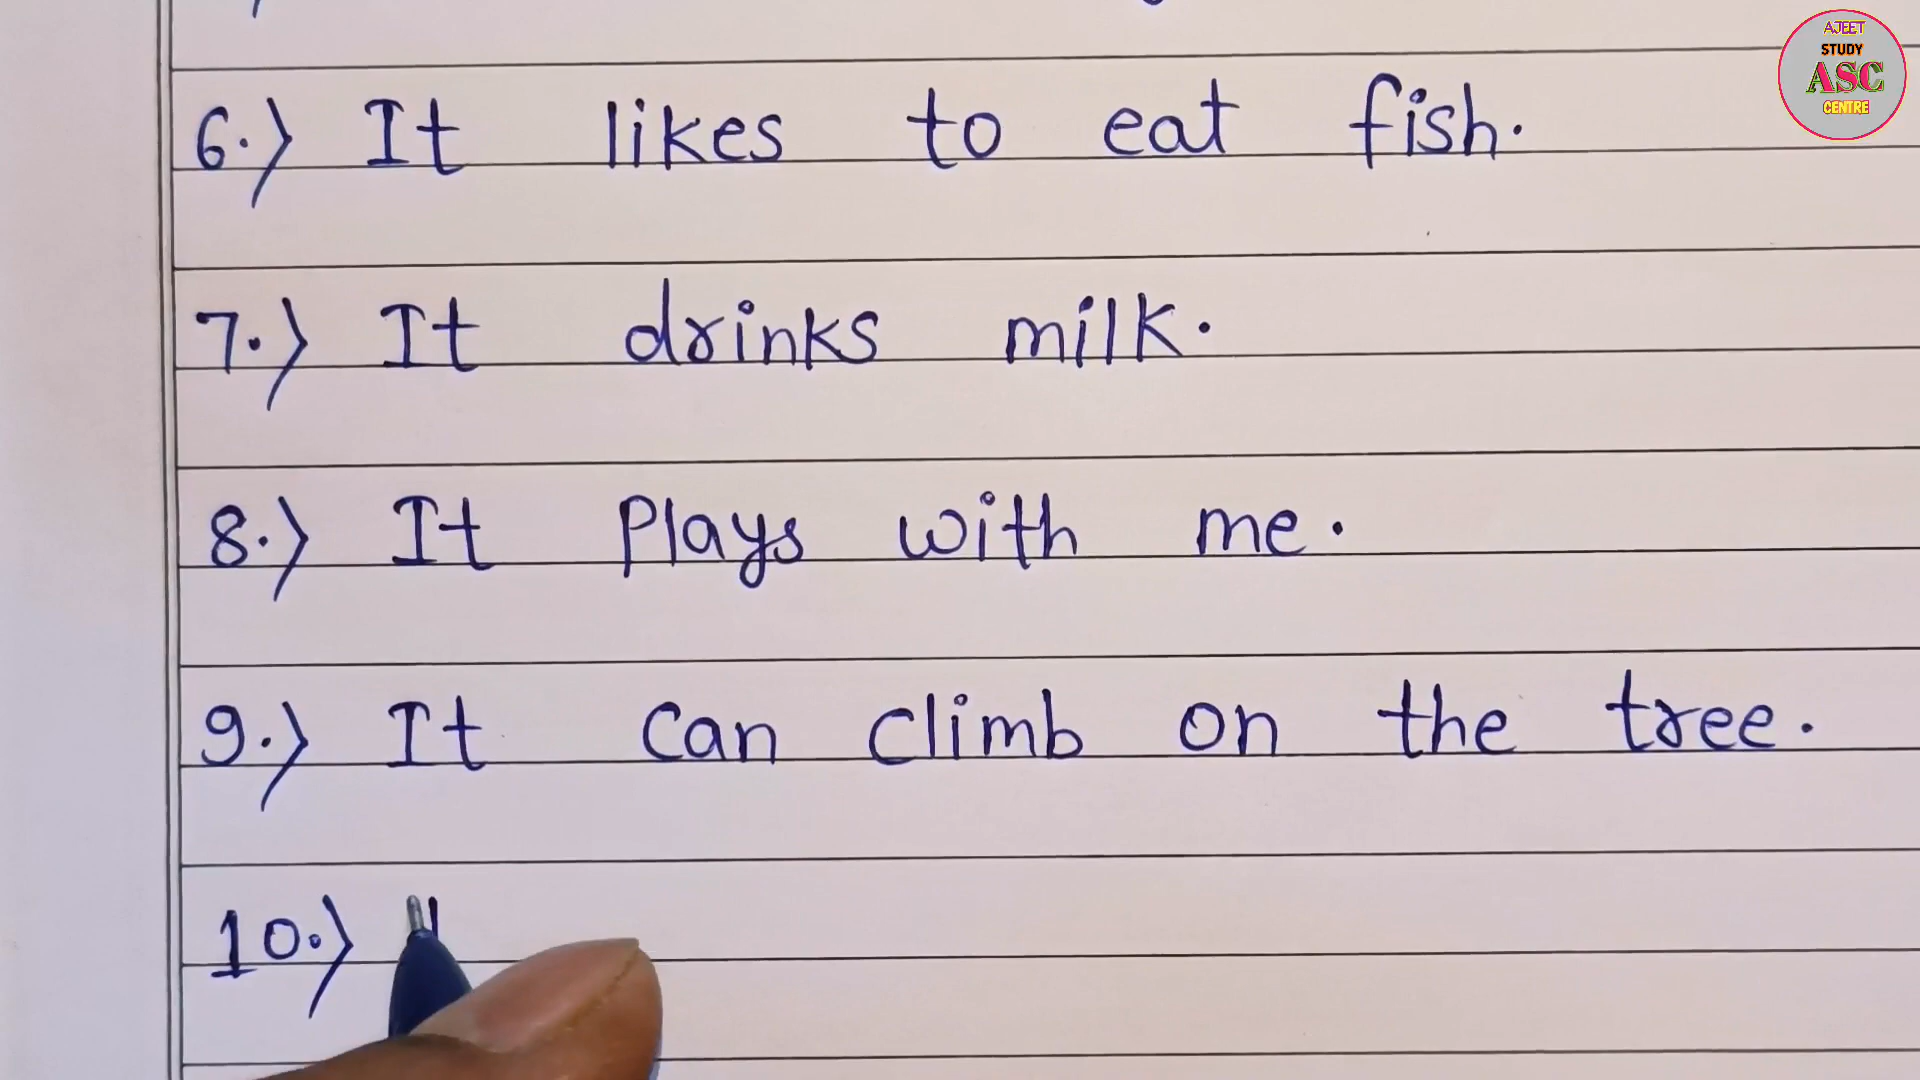 AJEET
STUDY
ASC
CENTRE
6.) It likes to eat fish.
7.) It drinks milk.
8.) It Plays with me.
9.) It can climb on the tree.
10.)